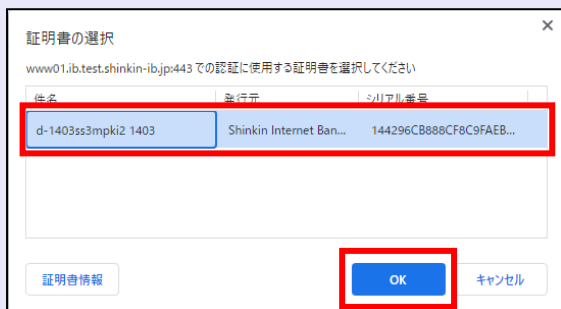 証明書の選択
www01.ib.test.shinkin-ib.jp:443 での認証に使用する証明書を選択してください
件名 発行元 シリアル番号
d-1403ss3mpki2 1403 Shinkin Internet Ban... 144296CB888CF8C9FAEB...
証明書情報 OK キャンセル